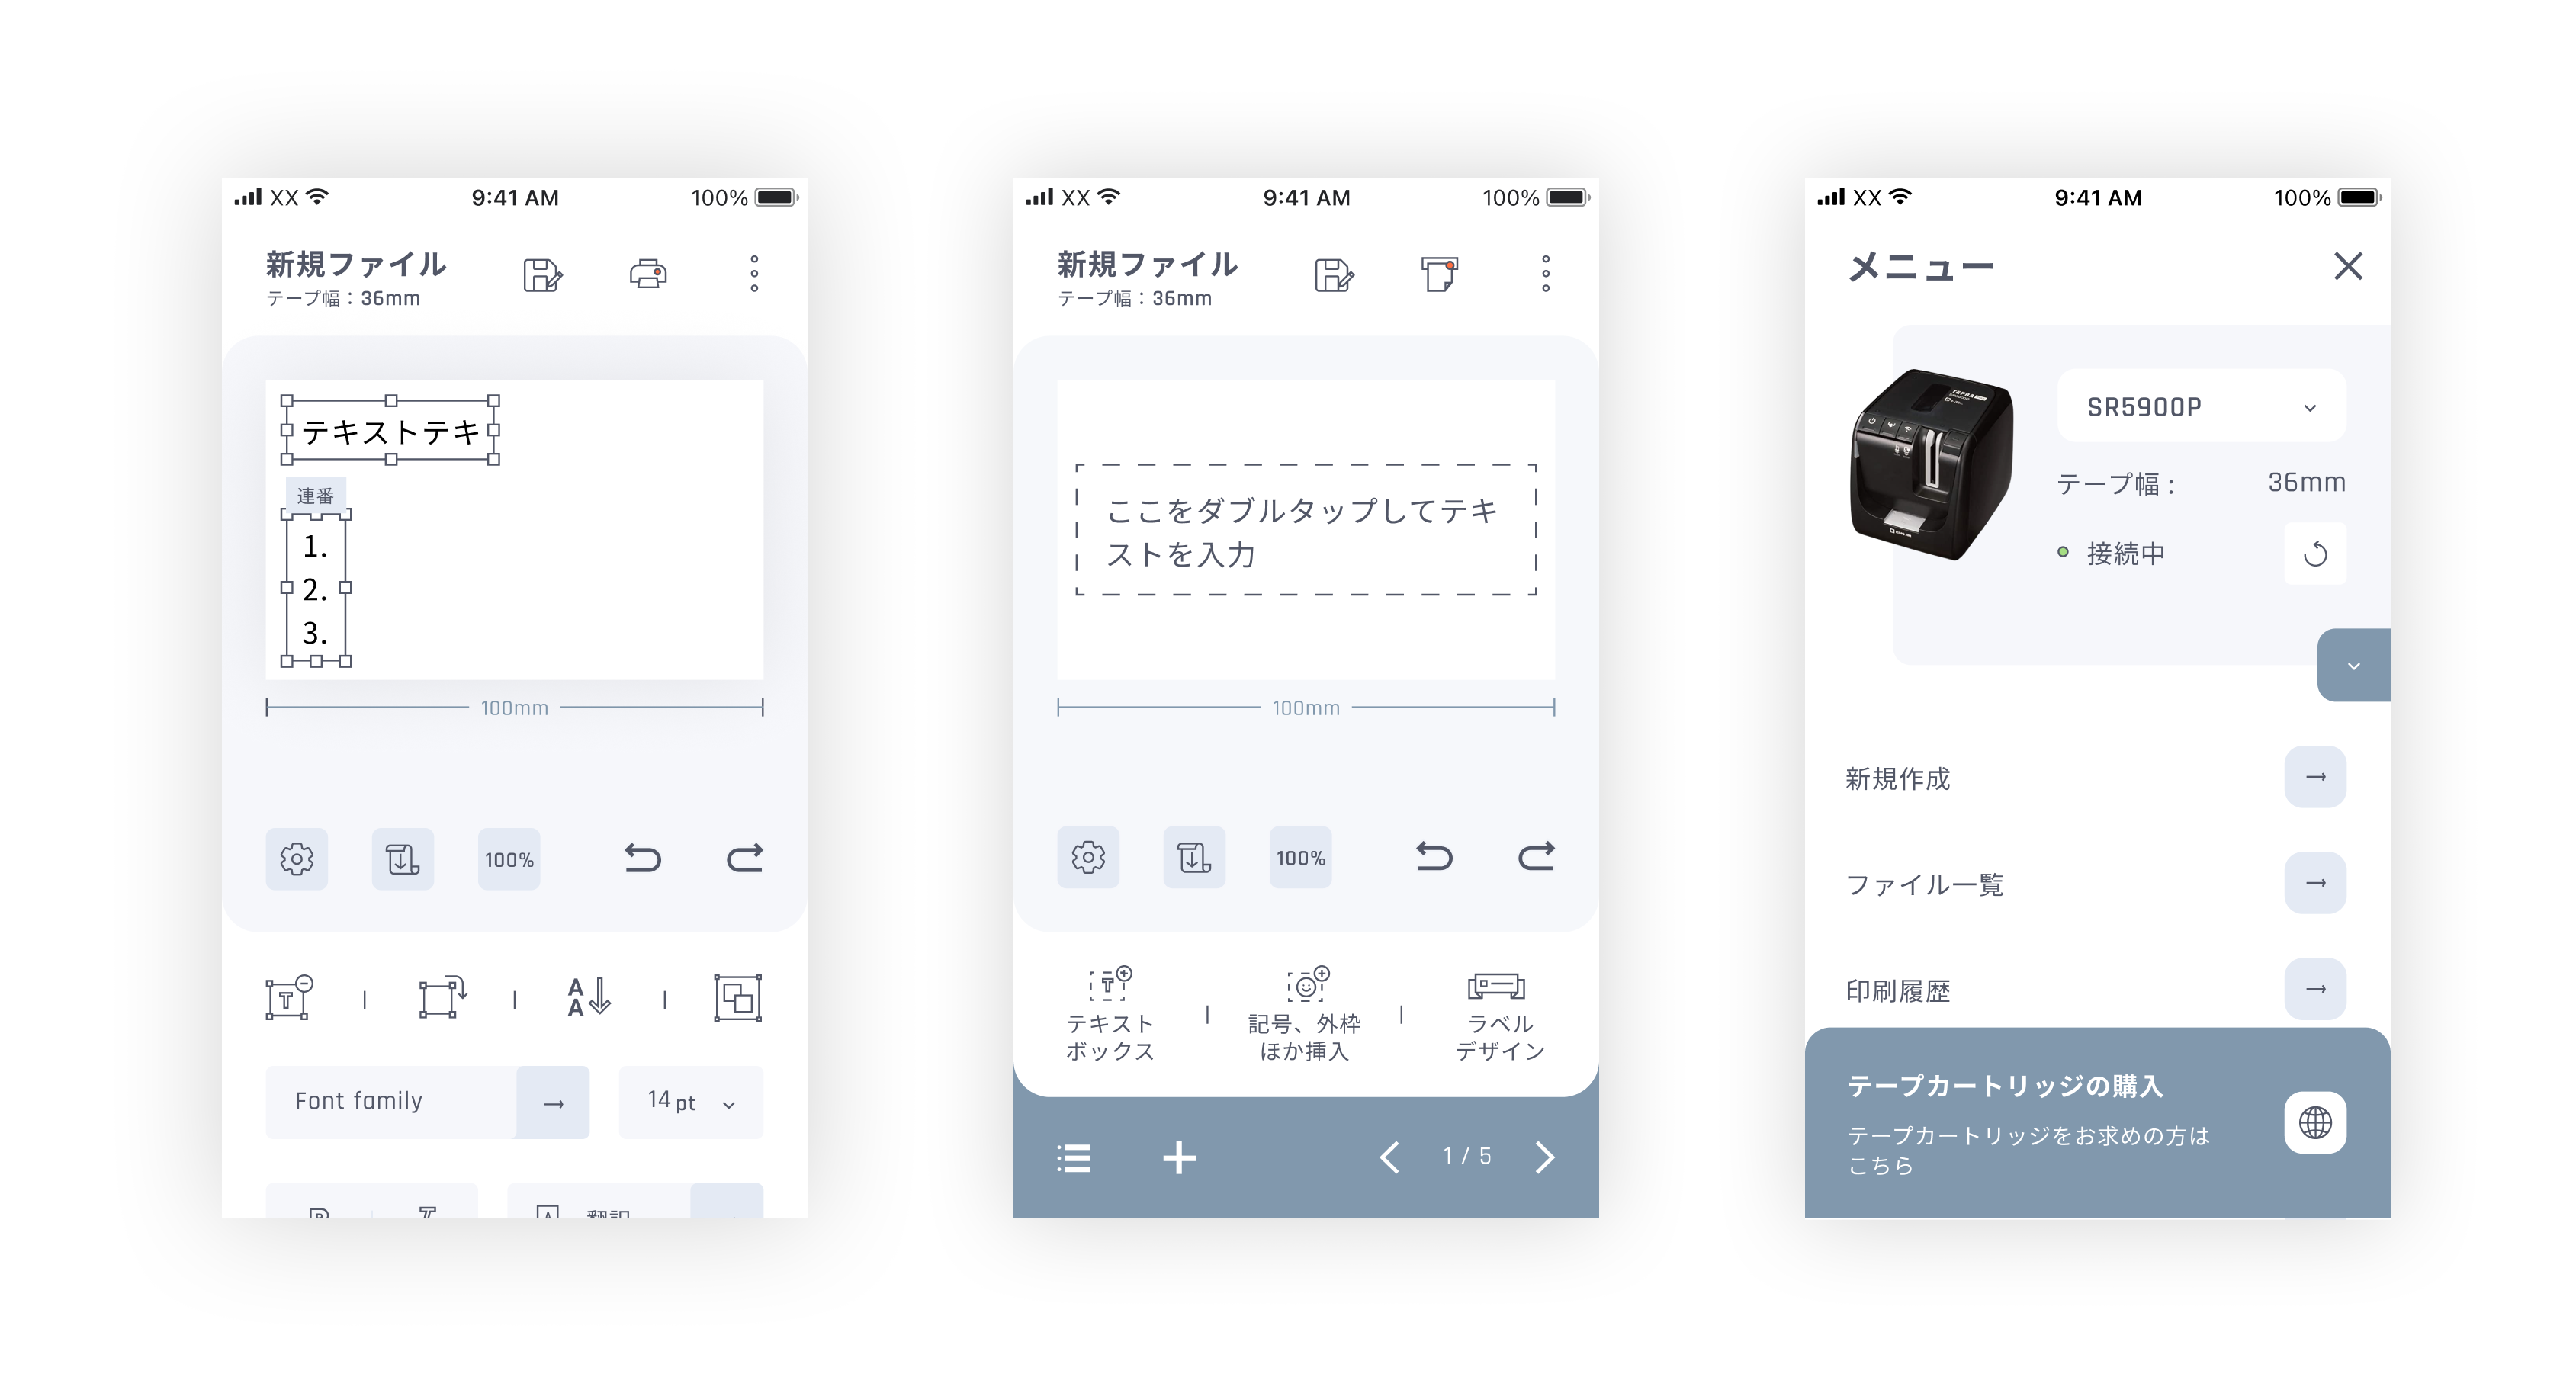 XX 9:41 AM 100%
新規ファイル
テープ幅：36mm
テキストテキ
連番
1.
2.
3.
100mm
100%
T
A
A
Font family
14 pt
XX 9:41 AM 100%
新規ファイル
テープ幅：36mm
ここをダブルタップしてテキ
ストを入力
100mm
100%
T
テキスト
ボックス
記号、外枠
ほか挿入
ラベル
デザイン
1 / 5
XX 9:41 AM 100%
メニュー
TEPRA
SR5900P
テープ幅 :
36mm
接続中
新規作成
ファイル一覧
印刷履歴
テープカートリッジの購入
テープカートリッジをお求めの方は
こちら